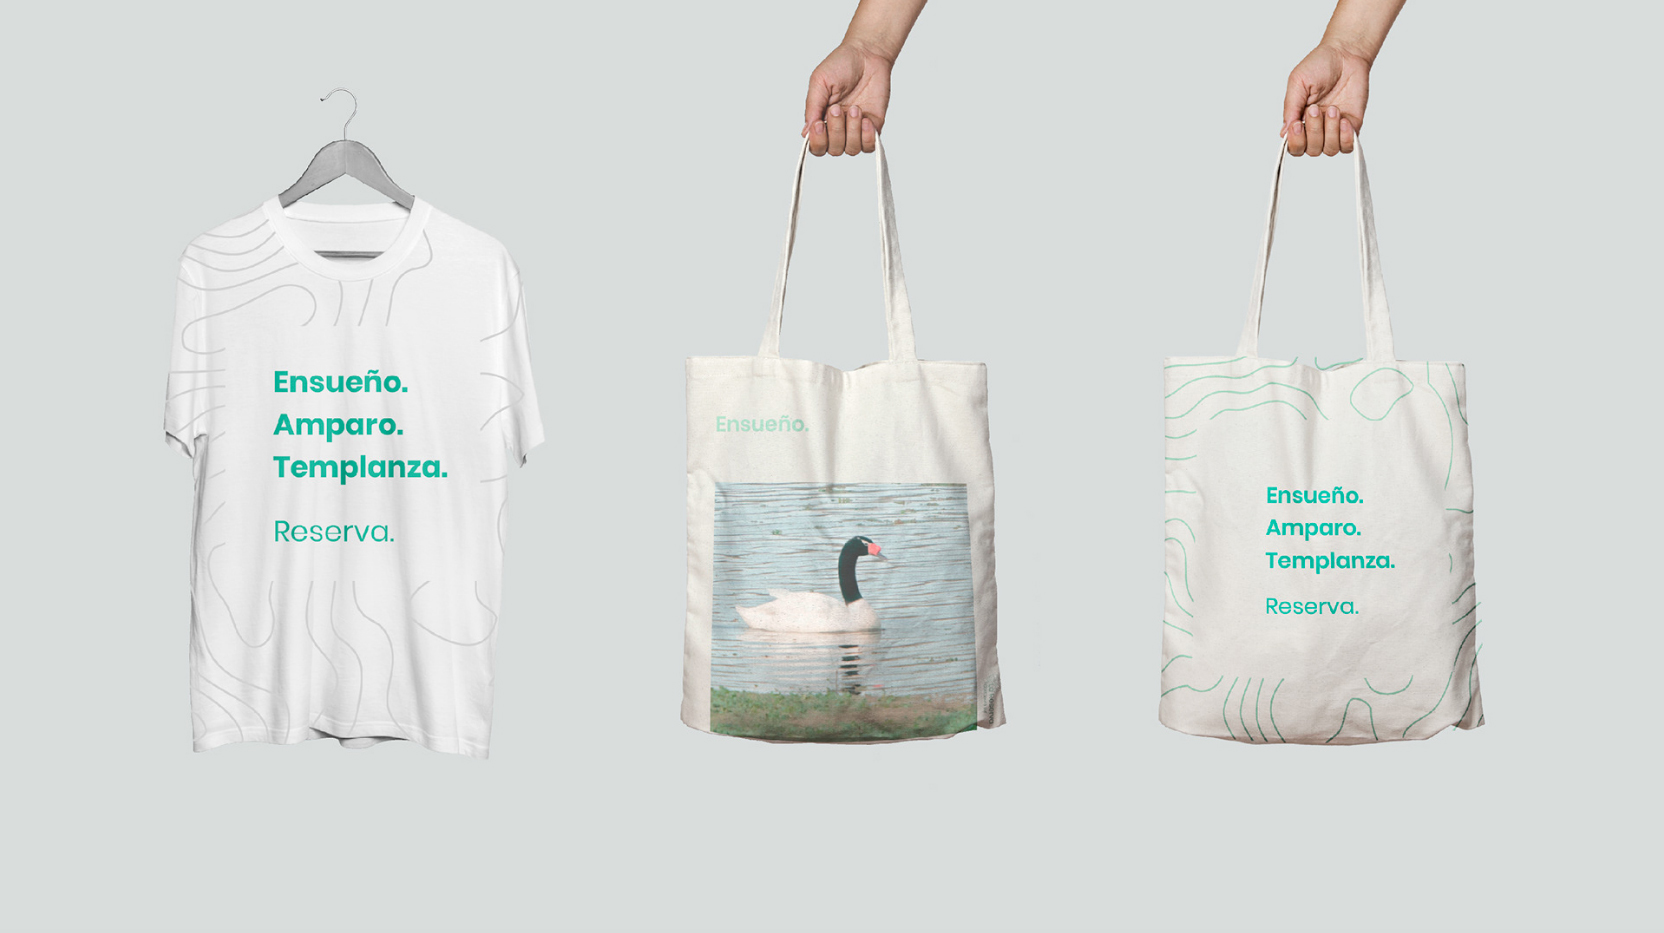 Ensueño.
Amparo.
Templanza.
Reserva.
Ensueño.
Ensueño.
Amparo.
Templanza.
Reserva.